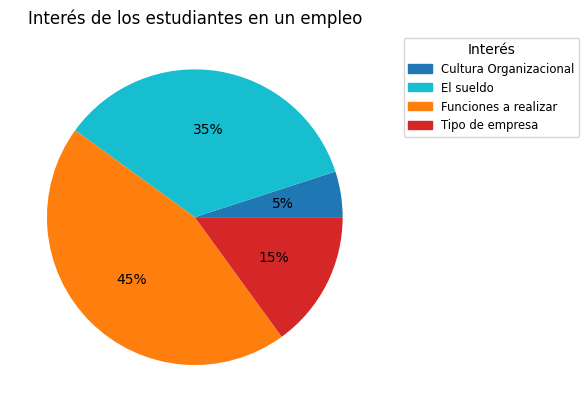 Interés de los estudiantes en un empleo
Interés
Cultura Organizacional
El sueldo
Funciones a realizar
Tipo de empresa
35%
5%
45%
15%